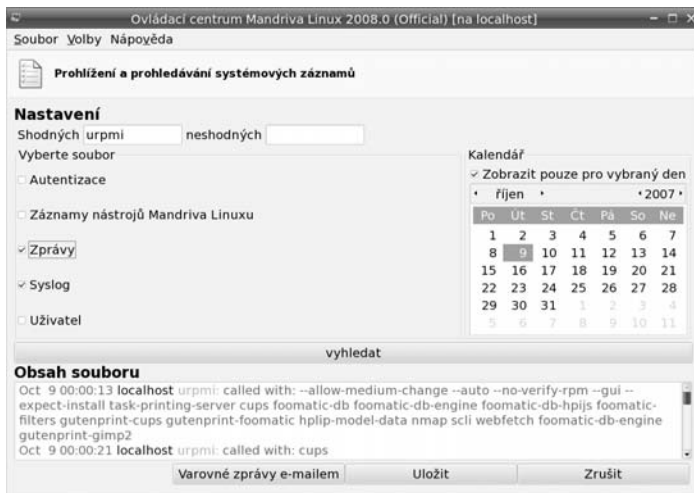 Ovládací centrum Mandriva Linux 2008.0 (Official) [na localhost]
Soubor Volby Nápověda
Prohlížení a prohledávání systémových záznamů
Nastavení
Shodných urpmi neshodných
Vyberte soubor
Autentizace
Záznamy nástrojů Mandriva Linuxu
Zprávy
Syslog
Uživatel
Kalendář
Zobrazit pouze pro vybraný den
říjen 2007
Po Út St Čt Pá So Ne
1 2 3 4 5 6 7
8 9 10 11 12 13 14
15 16 17 18 19 20 21
22 23 24 25 26 27 28
29 30 31 1 2 3 4
5 6 7 8 9 10 11
vyhledat
Obsah souboru
Oct 9 00:00:13 localhost urpmi: called with: --allow-medium-change --auto --no-verify-rpm --gui --
expect-install task-printing-server cups foomatic-db foomatic-db-engine foomatic-db-hpijs foomatic-
filters gutenprint-cups gutenprint-foomatic hplip-model-data nmap scli webfetch foomatic-db-engine
gutenprint-gimp2
Oct 9 00:00:21 localhost urpmi: called with: cups
Varovné zprávy e-mailem Uložit Zrušit